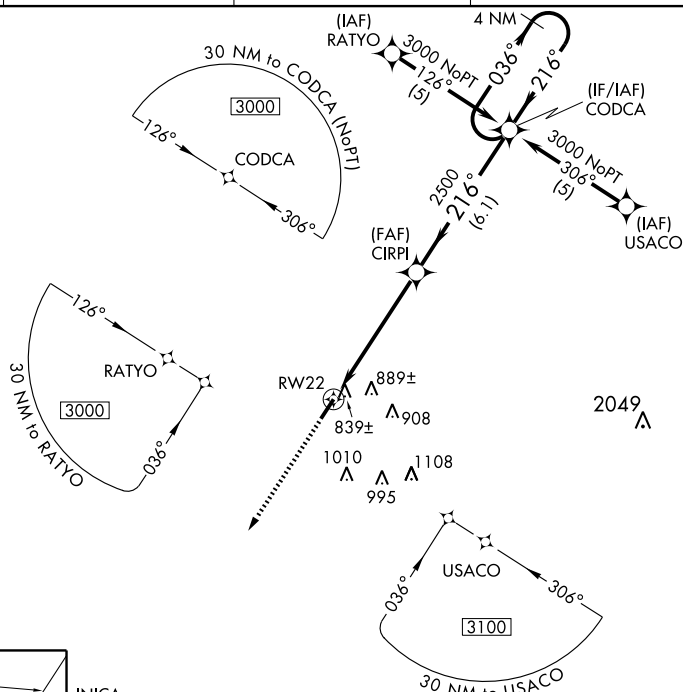 (IAF)
RATYO
3000 NoPT
126°
(5)
4 NM
036°
216°
(IF/IAF)
CODCA
3000 NoPT
306°
(5)
(IAF)
USACO
30 NM to CODCA (NoPT)
3000
126°
CODCA
306°
2500
216°
(6.1)
(FAF)
CIRPI
126°
RATYO
3000
30 NM to RATYO
036°
RW22
889±
839±
908
2049
1010
995
1108
USACO
036°
306°
3100
30 NM to USACO